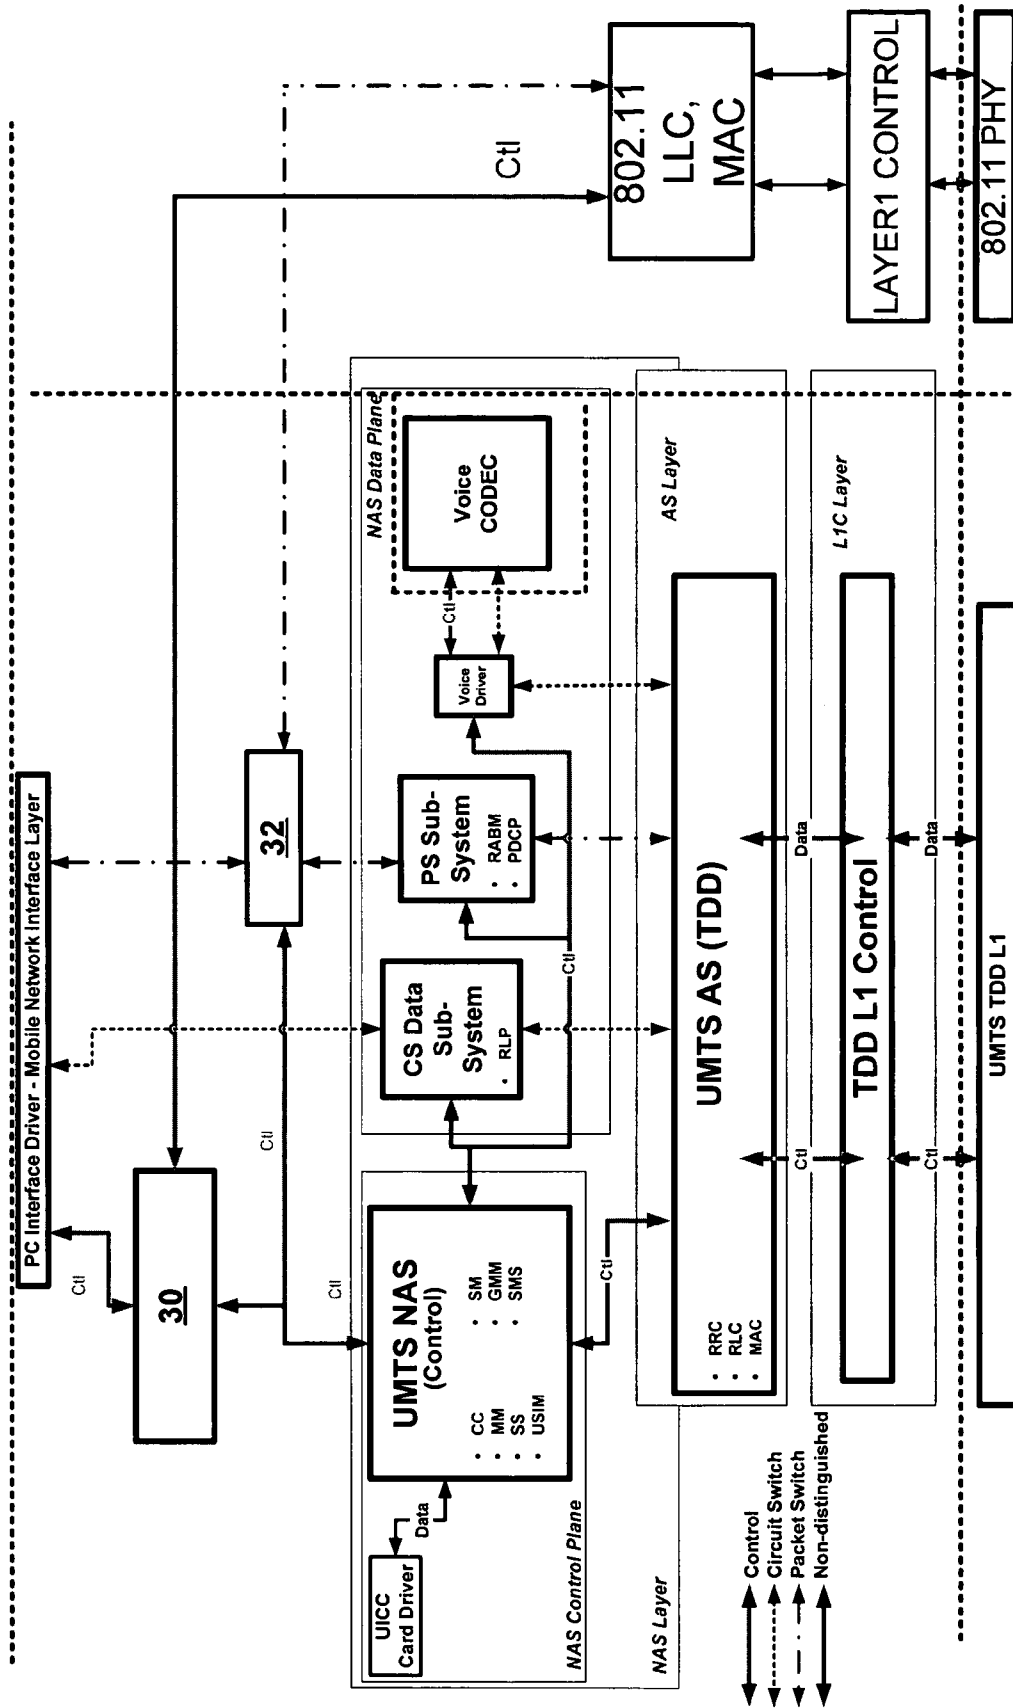 PC Interface Driver - Mobile Network Interface Layer
Ctl
30
Ctl
32
Ctl
Ctl
UICC
Card Driver
Data
UMTS NAS
(Control)
· CC
· MM
· SS
· USIM
· SM
· GMM
· SMS
NAS Control Plane
NAS Layer
CS Data
Sub-
System
· RLP
PS Sub-
System
· RABM
· PDCP
Voice
Driver
Ctl
Voice
CODEC
NAS Data Plane
Ctl
Ctl
AS Layer
UMTS AS (TDD)
· RRC
· RLC
· MAC
Ctl
Data
L1C Layer
TDD L1 Control
Ctl
Data
UMTS TDD L1
802.11
LLC,
MAC
LAYER1 CONTROL
802.11 PHY
Control
Circuit Switch
Packet Switch
Non-distinguished